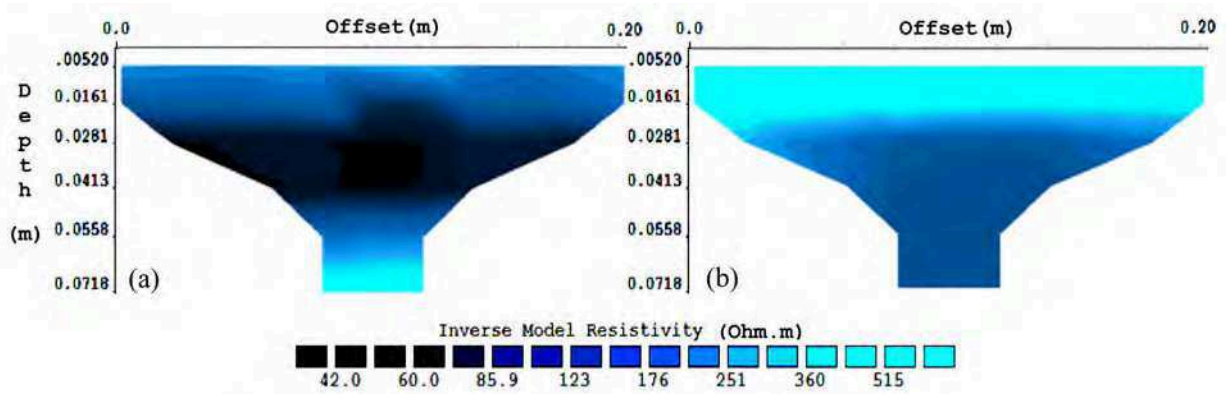 0.0 Offset(m) 0.20 0.0 Offset(m) 0.20
Depth (m)
.00520
0.0161
0.0281
0.0413
0.0558
0.0718
(a)
.00520
0.0161
0.0281
0.0413
0.0558
0.0718
(b)
Inverse Model Resistivity (Ohm.m)
42.0 60.0 85.9 123 176 251 360 515